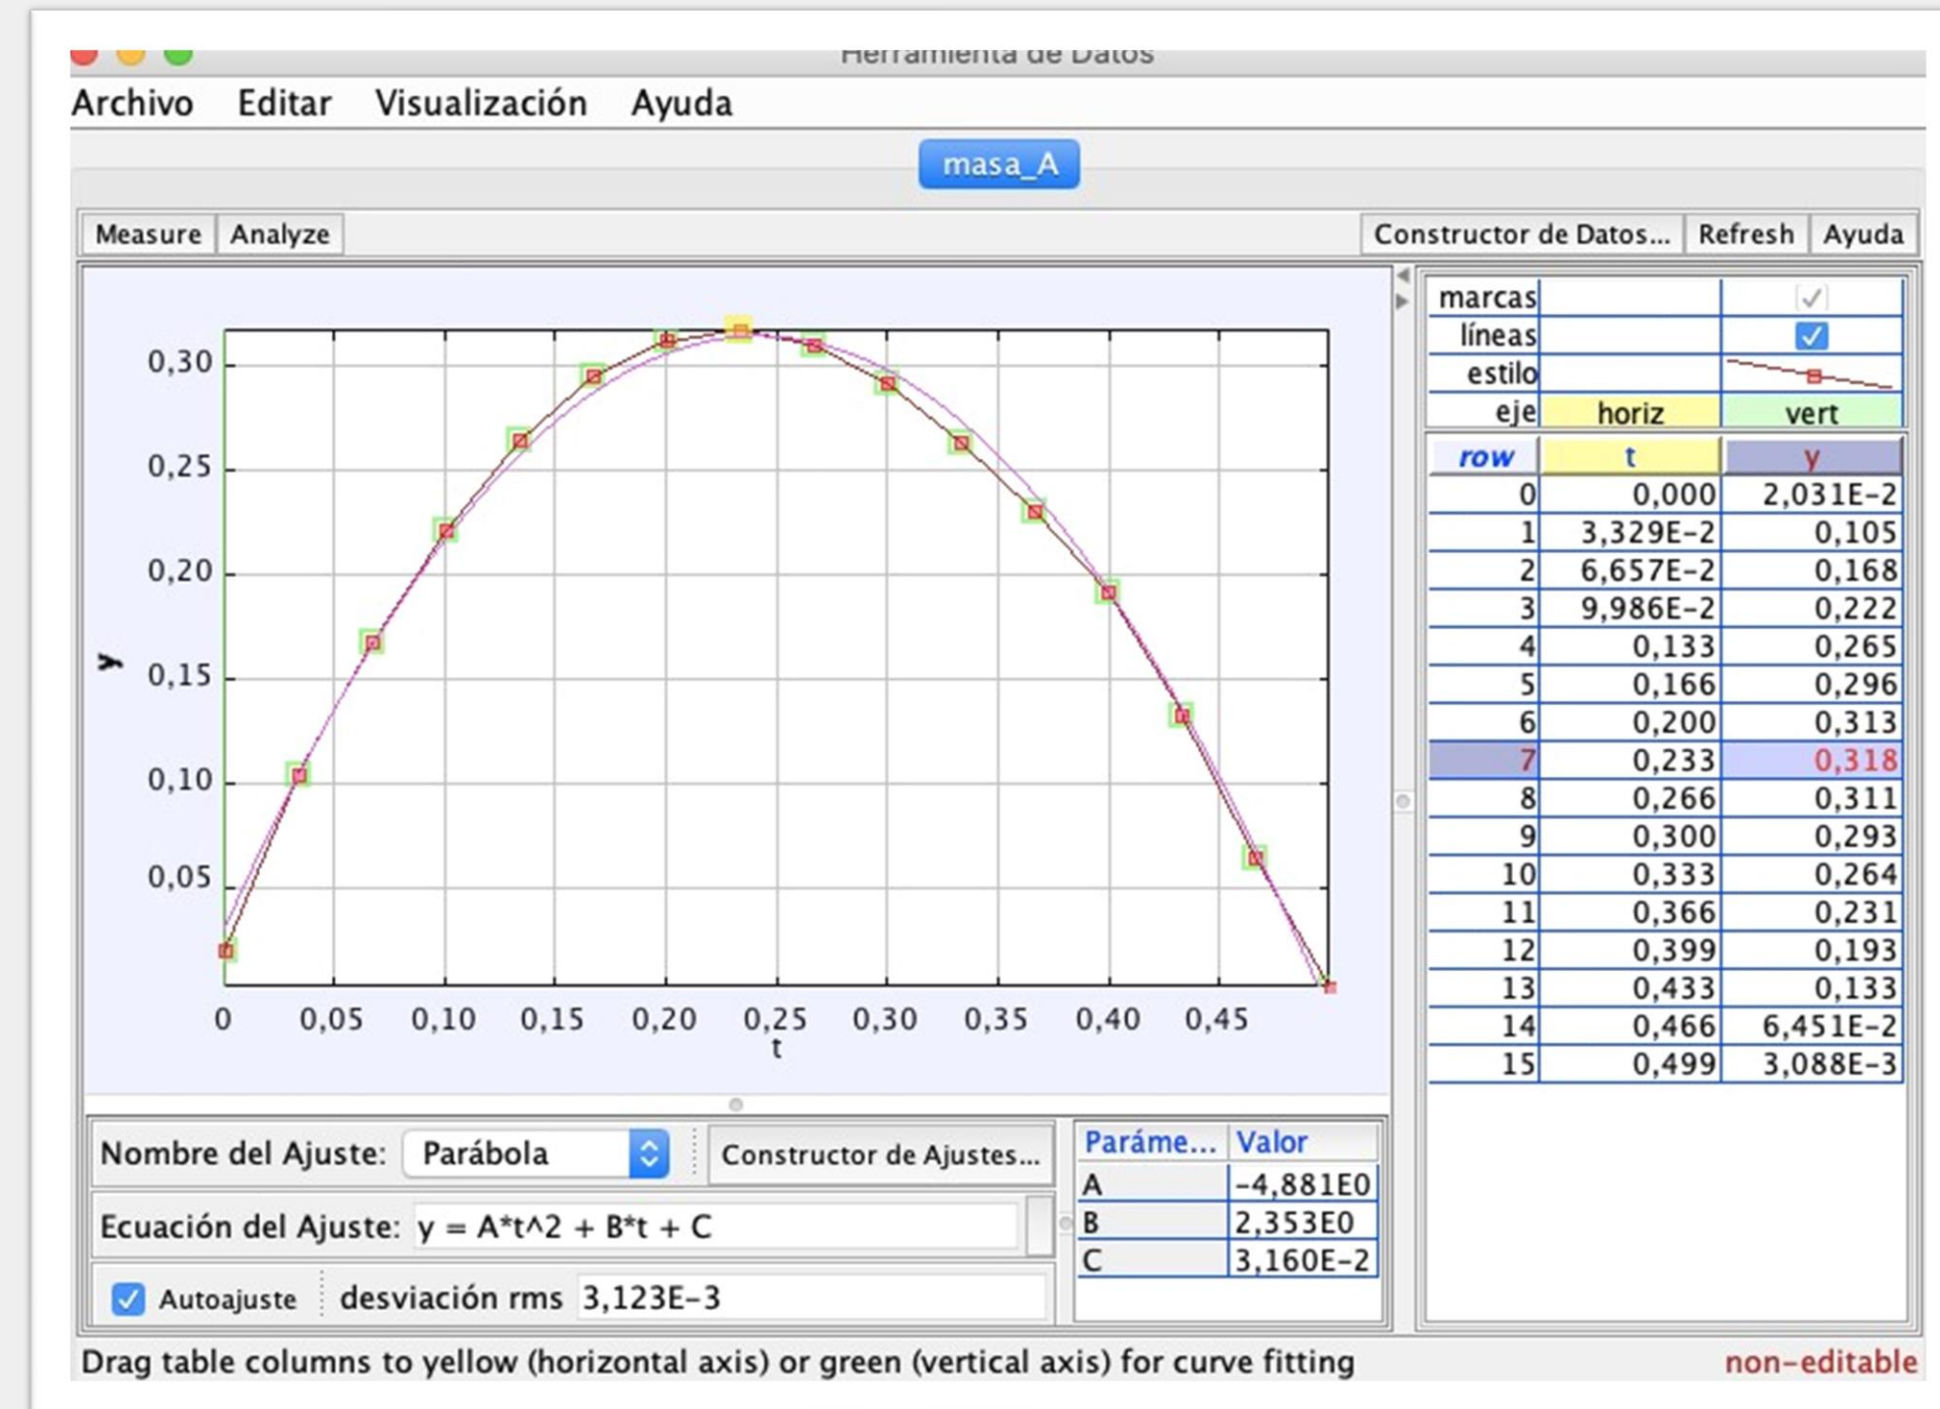 Herramienta de Datos
Archivo Editar Visualización Ayuda
masa_A
Measure Analyze Constructor de Datos... Refresh Ayuda
marcas
líneas
estilo
eje horiz vert
row t y
0 0,000 2,031E-2
1 3,329E-2 0,105
2 6,657E-2 0,168
3 9,986E-2 0,222
4 0,133 0,265
5 0,166 0,296
6 0,200 0,313
7 0,233 0,318
8 0,266 0,311
9 0,300 0,293
10 0,333 0,264
11 0,366 0,231
12 0,399 0,193
13 0,433 0,133
14 0,466 6,451E-2
15 0,499 3,088E-3
0,30
0,25
0,20
0,15
0,10
0,05
y
0 0,05 0,10 0,15 0,20 0,25 0,30 0,35 0,40 0,45
t
Nombre del Ajuste: Parábola Constructor de Ajustes...
Ecuación del Ajuste: y = A*t^2 + B*t + C
Autoajuste desviación rms 3,123E-3
Paráme... Valor
A -4,881E0
B 2,353E0
C 3,160E-2
Drag table columns to yellow (horizontal axis) or green (vertical axis) for curve fitting non-editable